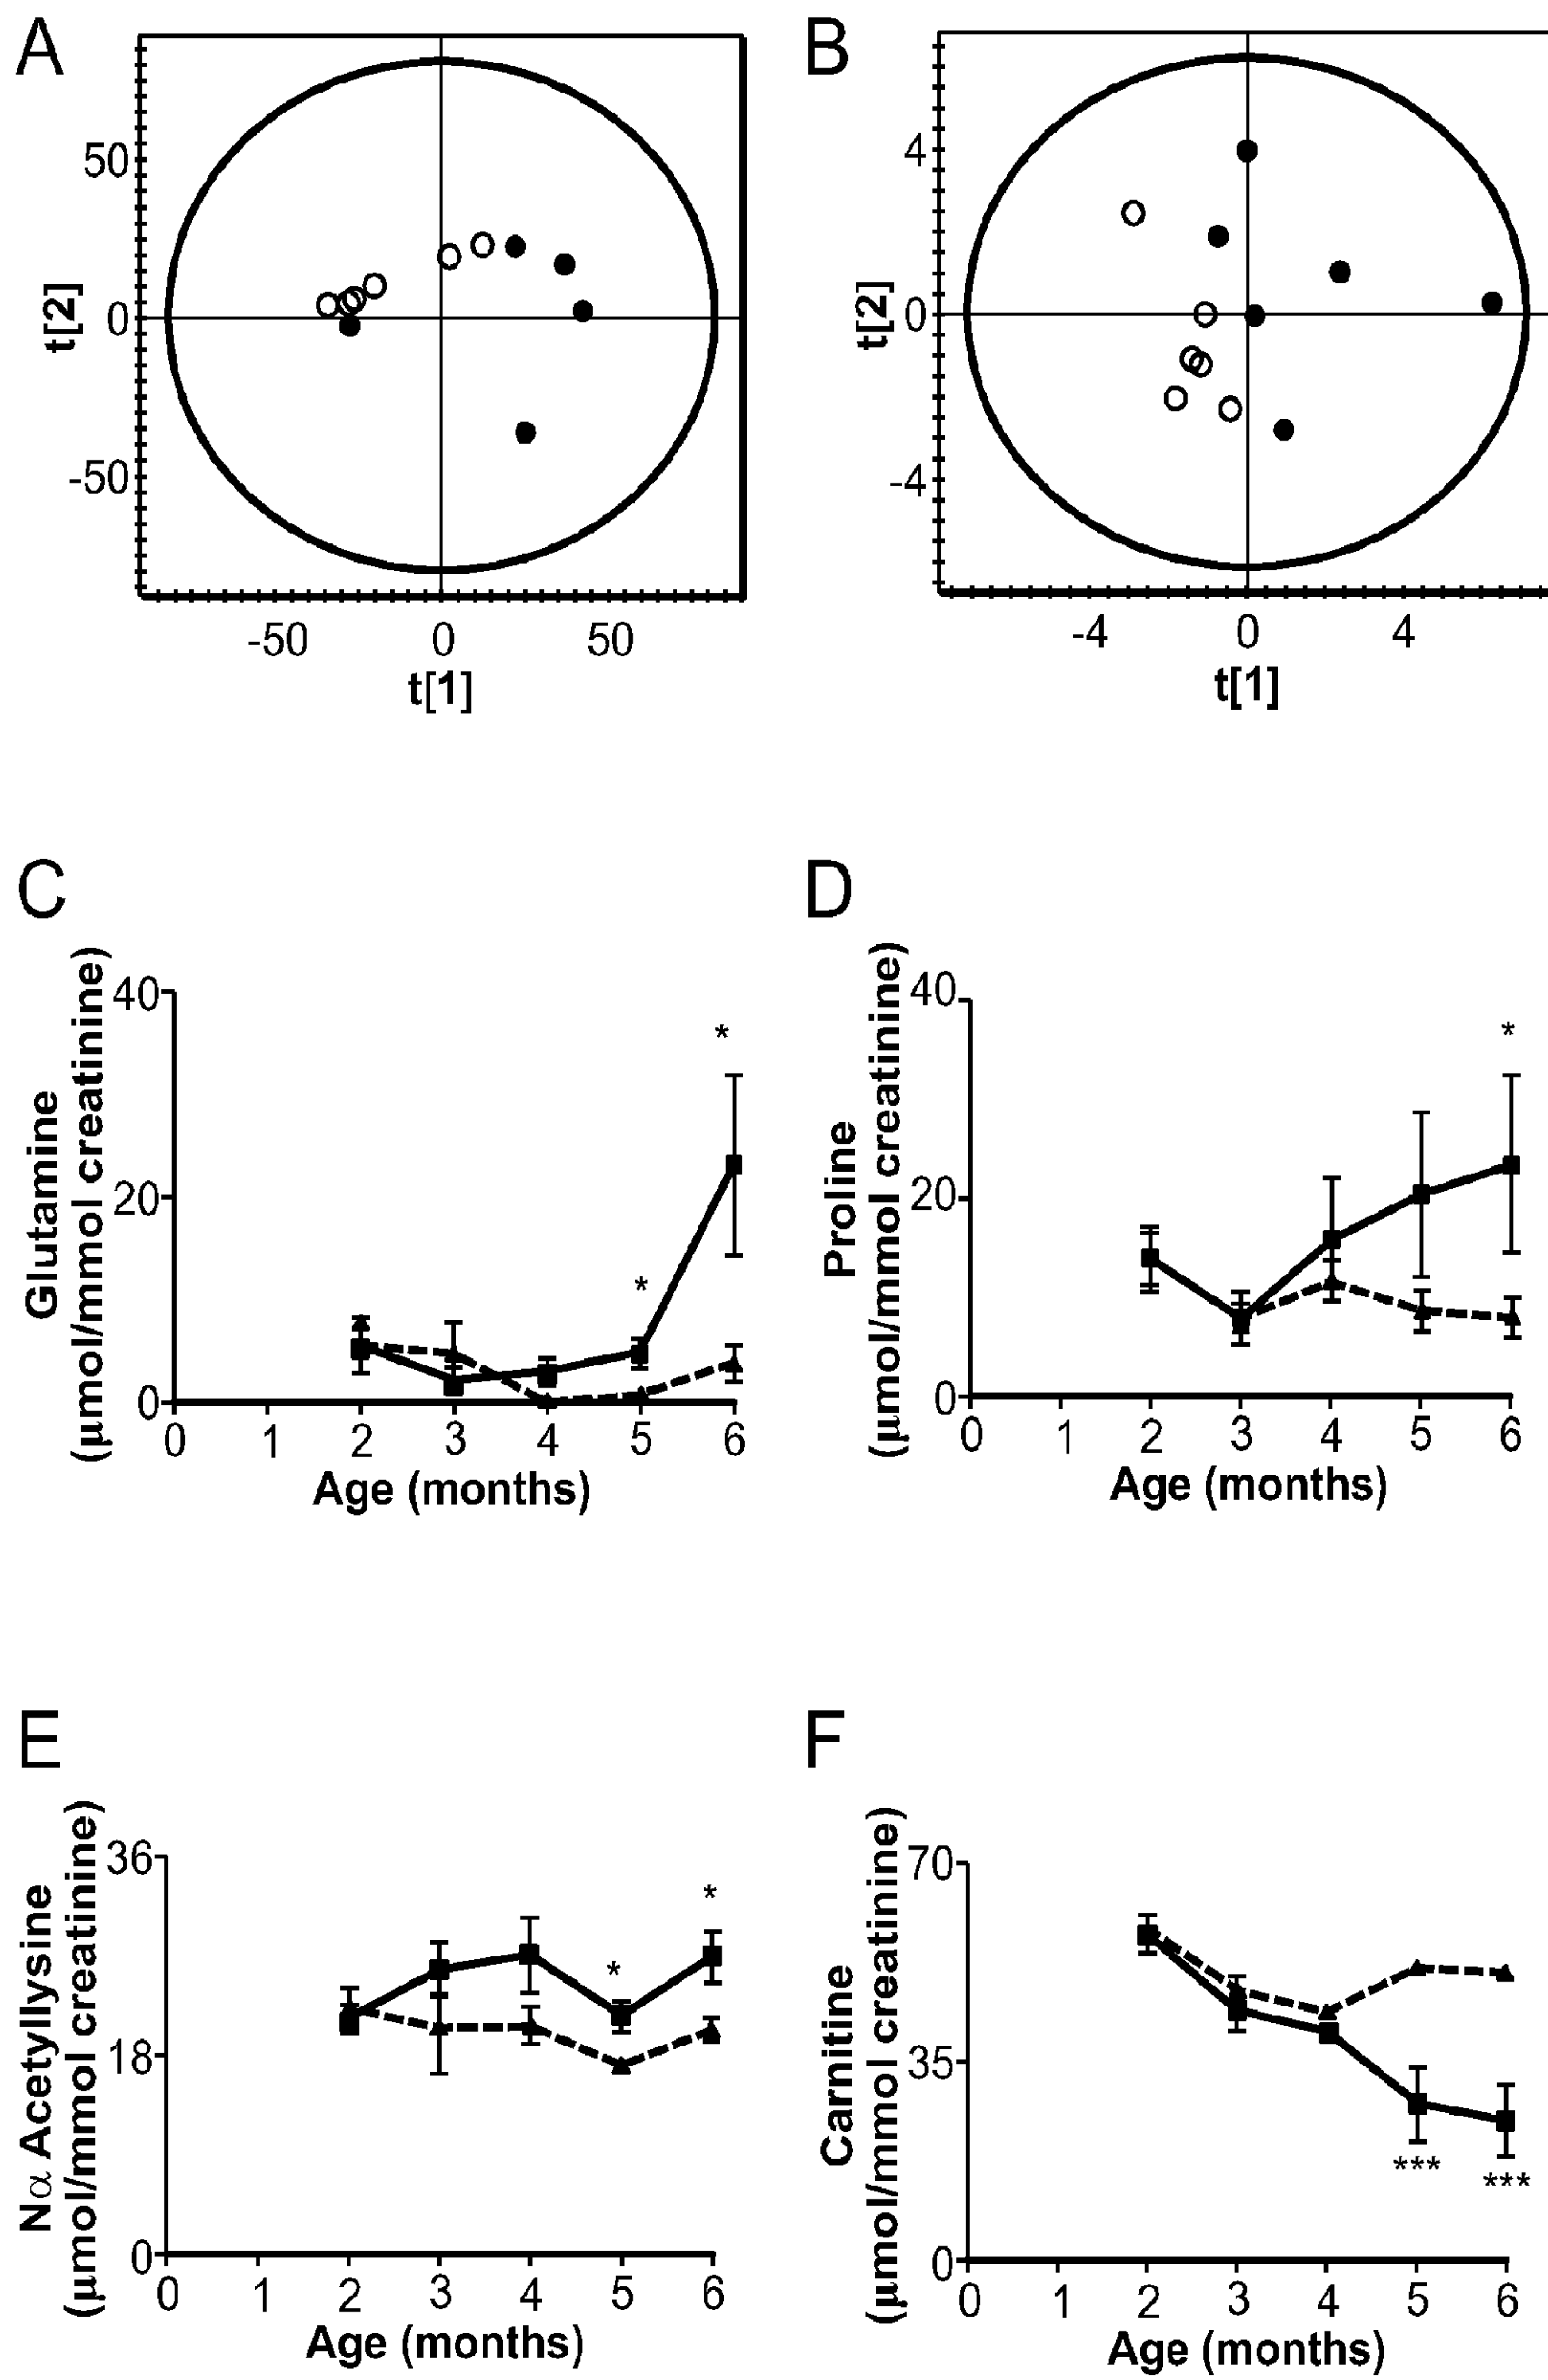 A
50
0
-50
t[2]
-50 0 50
t[1]
B
4
0
-4
t[2]
-4 0 4
t[1]
C
Glutamine
(µmol/mmol creatinine)
40
20
0
*
*
0 1 2 3 4 5 6
Age (months)
D
Proline
(µmol/mmol creatinine)
40
20
0
*
0 1 2 3 4 5 6
Age (months)
E
Nα Acetyllysine
(µmol/mmol creatinine)
36
18
0
*
*
0 1 2 3 4 5 6
Age (months)
F
Carnitine
(µmol/mmol creatinine)
70
35
0
***
***
0 1 2 3 4 5 6
Age (months)